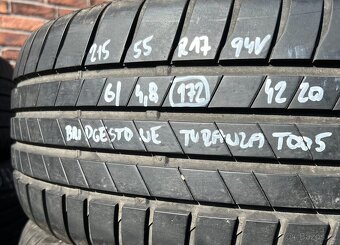 215 55 R17 94V
6/ 4,8 172 42 20
BRIDGESTONE TURANZA T005